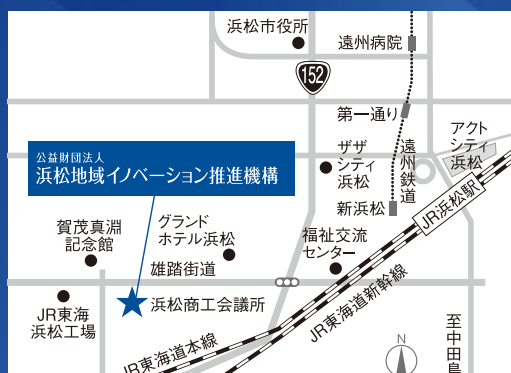 浜松市役所
遠州病院
152
第一通り
アクト
シティ
浜松
ザザ
シティ
浜松
遠州鉄道
公益財団法人
浜松地域イノベーション推進機構
新浜松
JR浜松駅
賀茂真淵
記念館
グランド
ホテル浜松
福祉交流
センター
雄踏街道
浜松商工会議所
JR東海
浜松工場
JR東海道新幹線
JR東海道本線
至中田島
N